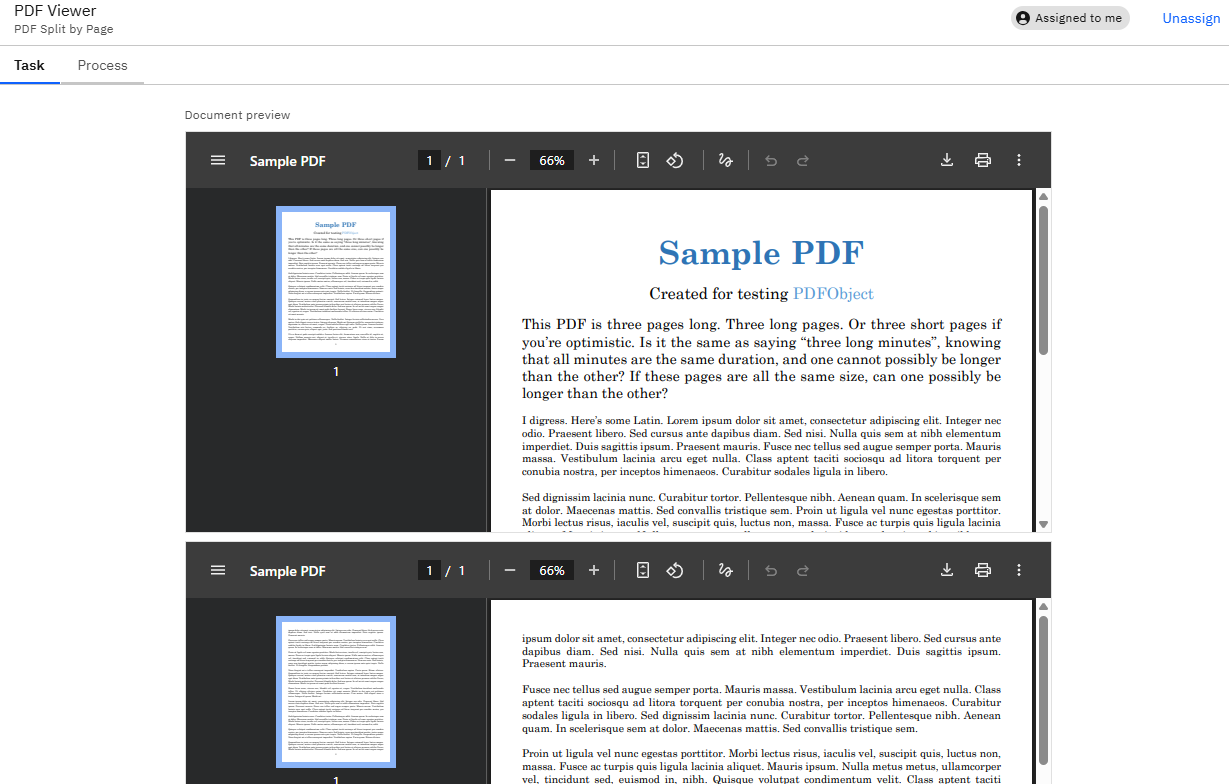 PDF Viewer
PDF Split by Page
Assigned to me
Unassign
Task
Process
Document preview
Sample PDF
1 / 1
66%
1
Sample PDF
Created for testing PDFObject
This PDF is three pages long. Three long pages. Or three short pages if
you’re optimistic. Is it the same as saying “three long minutes”, knowing
that all minutes are the same duration, and one cannot possibly be longer
than the other? If these pages are all the same size, can one possibly be
longer than the other?
I digress. Here’s some Latin. Lorem ipsum dolor sit amet, consectetur adipiscing elit. Integer nec
odio. Praesent libero. Sed cursus ante dapibus diam. Sed nisi. Nulla quis sem at nibh elementum
imperdiet. Duis sagittis ipsum. Praesent mauris. Fusce nec tellus sed augue semper porta. Mauris
massa. Vestibulum lacinia arcu eget nulla. Class aptent taciti sociosqu ad litora torquent per
conubia nostra, per inceptos himenaeos. Curabitur sodales ligula in libero.
Sed dignissim lacinia nunc. Curabitur tortor. Pellentesque nibh. Aenean quam. In scelerisque sem
at dolor. Maecenas mattis. Sed convallis tristique sem. Proin ut ligula vel nunc egestas porttitor.
Morbi lectus risus, iaculis vel, suscipit quis, luctus non, massa. Fusce ac turpis quis ligula lacinia
Sample PDF
1 / 1
66%
1
ipsum dolor sit amet, consectetur adipiscing elit. Integer nec odio. Praesent libero. Sed cursus ante
dapibus diam. Sed nisi. Nulla quis sem at nibh elementum imperdiet. Duis sagittis ipsum.
Praesent mauris.
Fusce nec tellus sed augue semper porta. Mauris massa. Vestibulum lacinia arcu eget nulla. Class
aptent taciti sociosqu ad litora torquent per conubia nostra, per inceptos himenaeos. Curabitur
sodales ligula in libero. Sed dignissim lacinia nunc. Curabitur tortor. Pellentesque nibh. Aenean
quam. In scelerisque sem at dolor. Maecenas mattis. Sed convallis tristique sem.
Proin ut ligula vel nunc egestas porttitor. Morbi lectus risus, iaculis vel, suscipit quis, luctus non,
massa. Fusce ac turpis quis ligula lacinia aliquet. Mauris ipsum. Nulla metus metus, ullamcorper
vel, tincidunt sed, euismod in, nibh. Quisque volutpat condimentum velit. Class aptent taciti